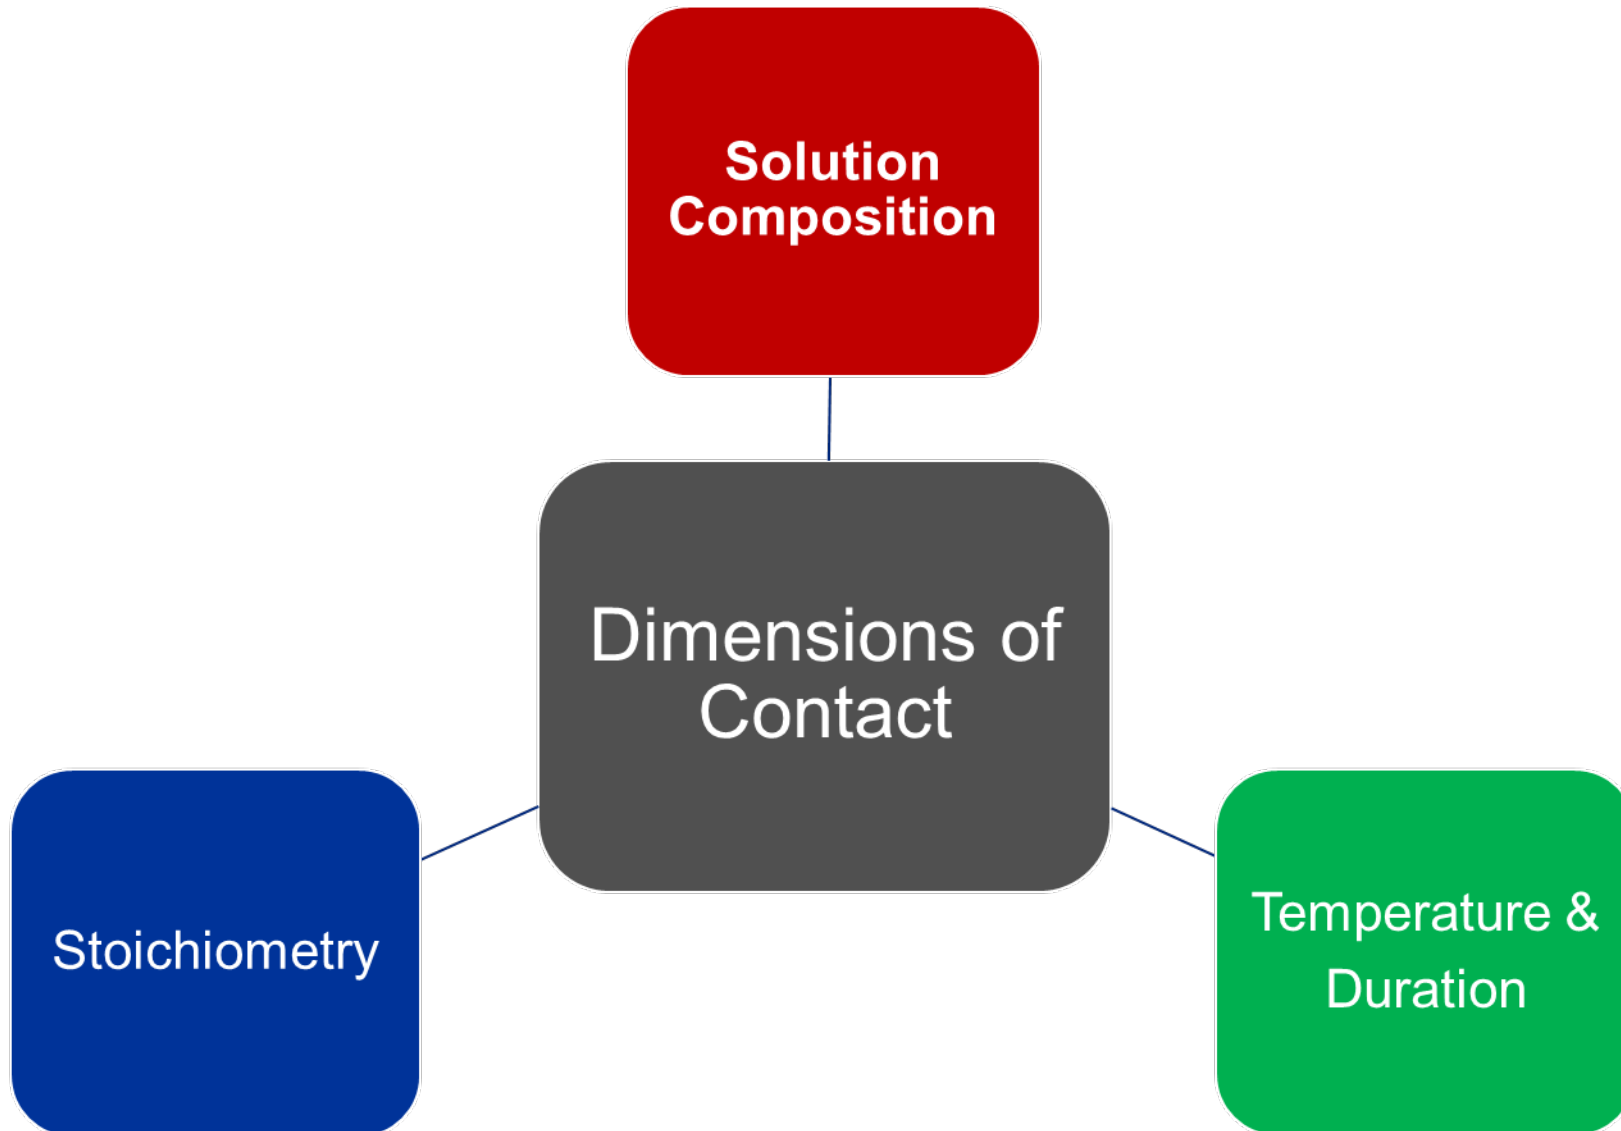 Solution
Composition
Dimensions of
Contact
Stoichiometry
Temperature &
Duration